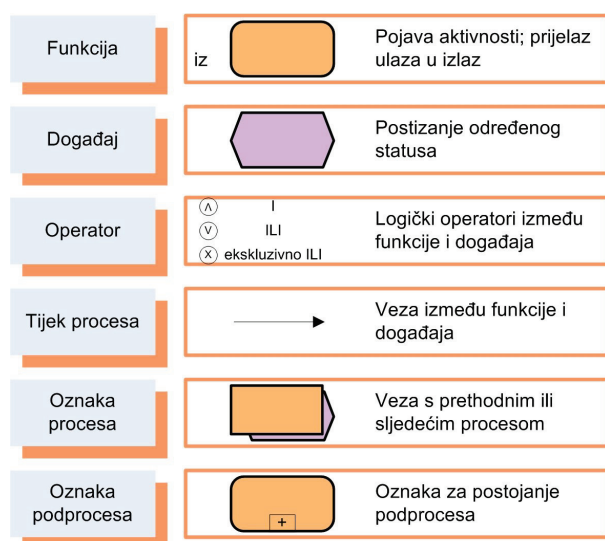 Funkcija
iz
Pojava aktivnosti; prijelaz
ulaza u izlaz
Događaj
Postizanje određenog
statusa
Operator
Λ I
V ILI
X ekskluzivno ILI
Logički operatori između
funkcije i događaja
Tijek procesa
Veza između funkcije i
događaja
Oznaka
procesa
Veza s prethodnim ili
sljedećim procesom
Oznaka
podprocesa
+
Oznaka za postojanje
podprocesa